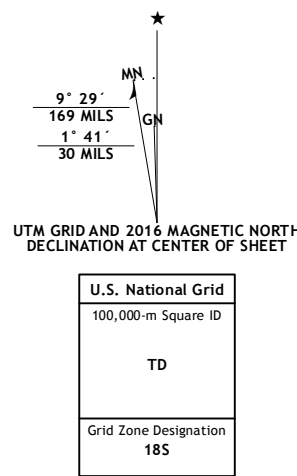 ★
MN
GN
9° 29´
169 MILS
1° 41´
30 MILS
UTM GRID AND 2016 MAGNETIC NORTH
DECLINATION AT CENTER OF SHEET
U.S. National Grid
100,000-m Square ID
TD
Grid Zone Designation
18S